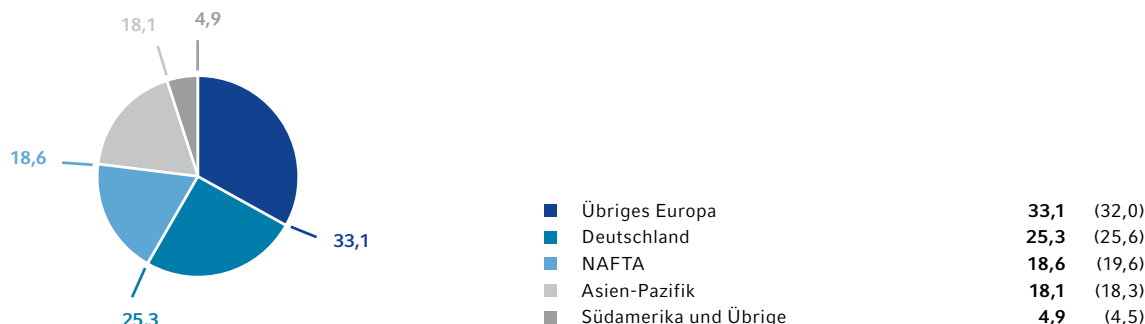 18,1
4,9
18,6
33,1
25,3
Übriges Europa 33,1 (32,0)
Deutschland 25,3 (25,6)
NAFTA 18,6 (19,6)
Asien-Pazifik 18,1 (18,3)
Südamerika und Übrige 4,9 (4,5)